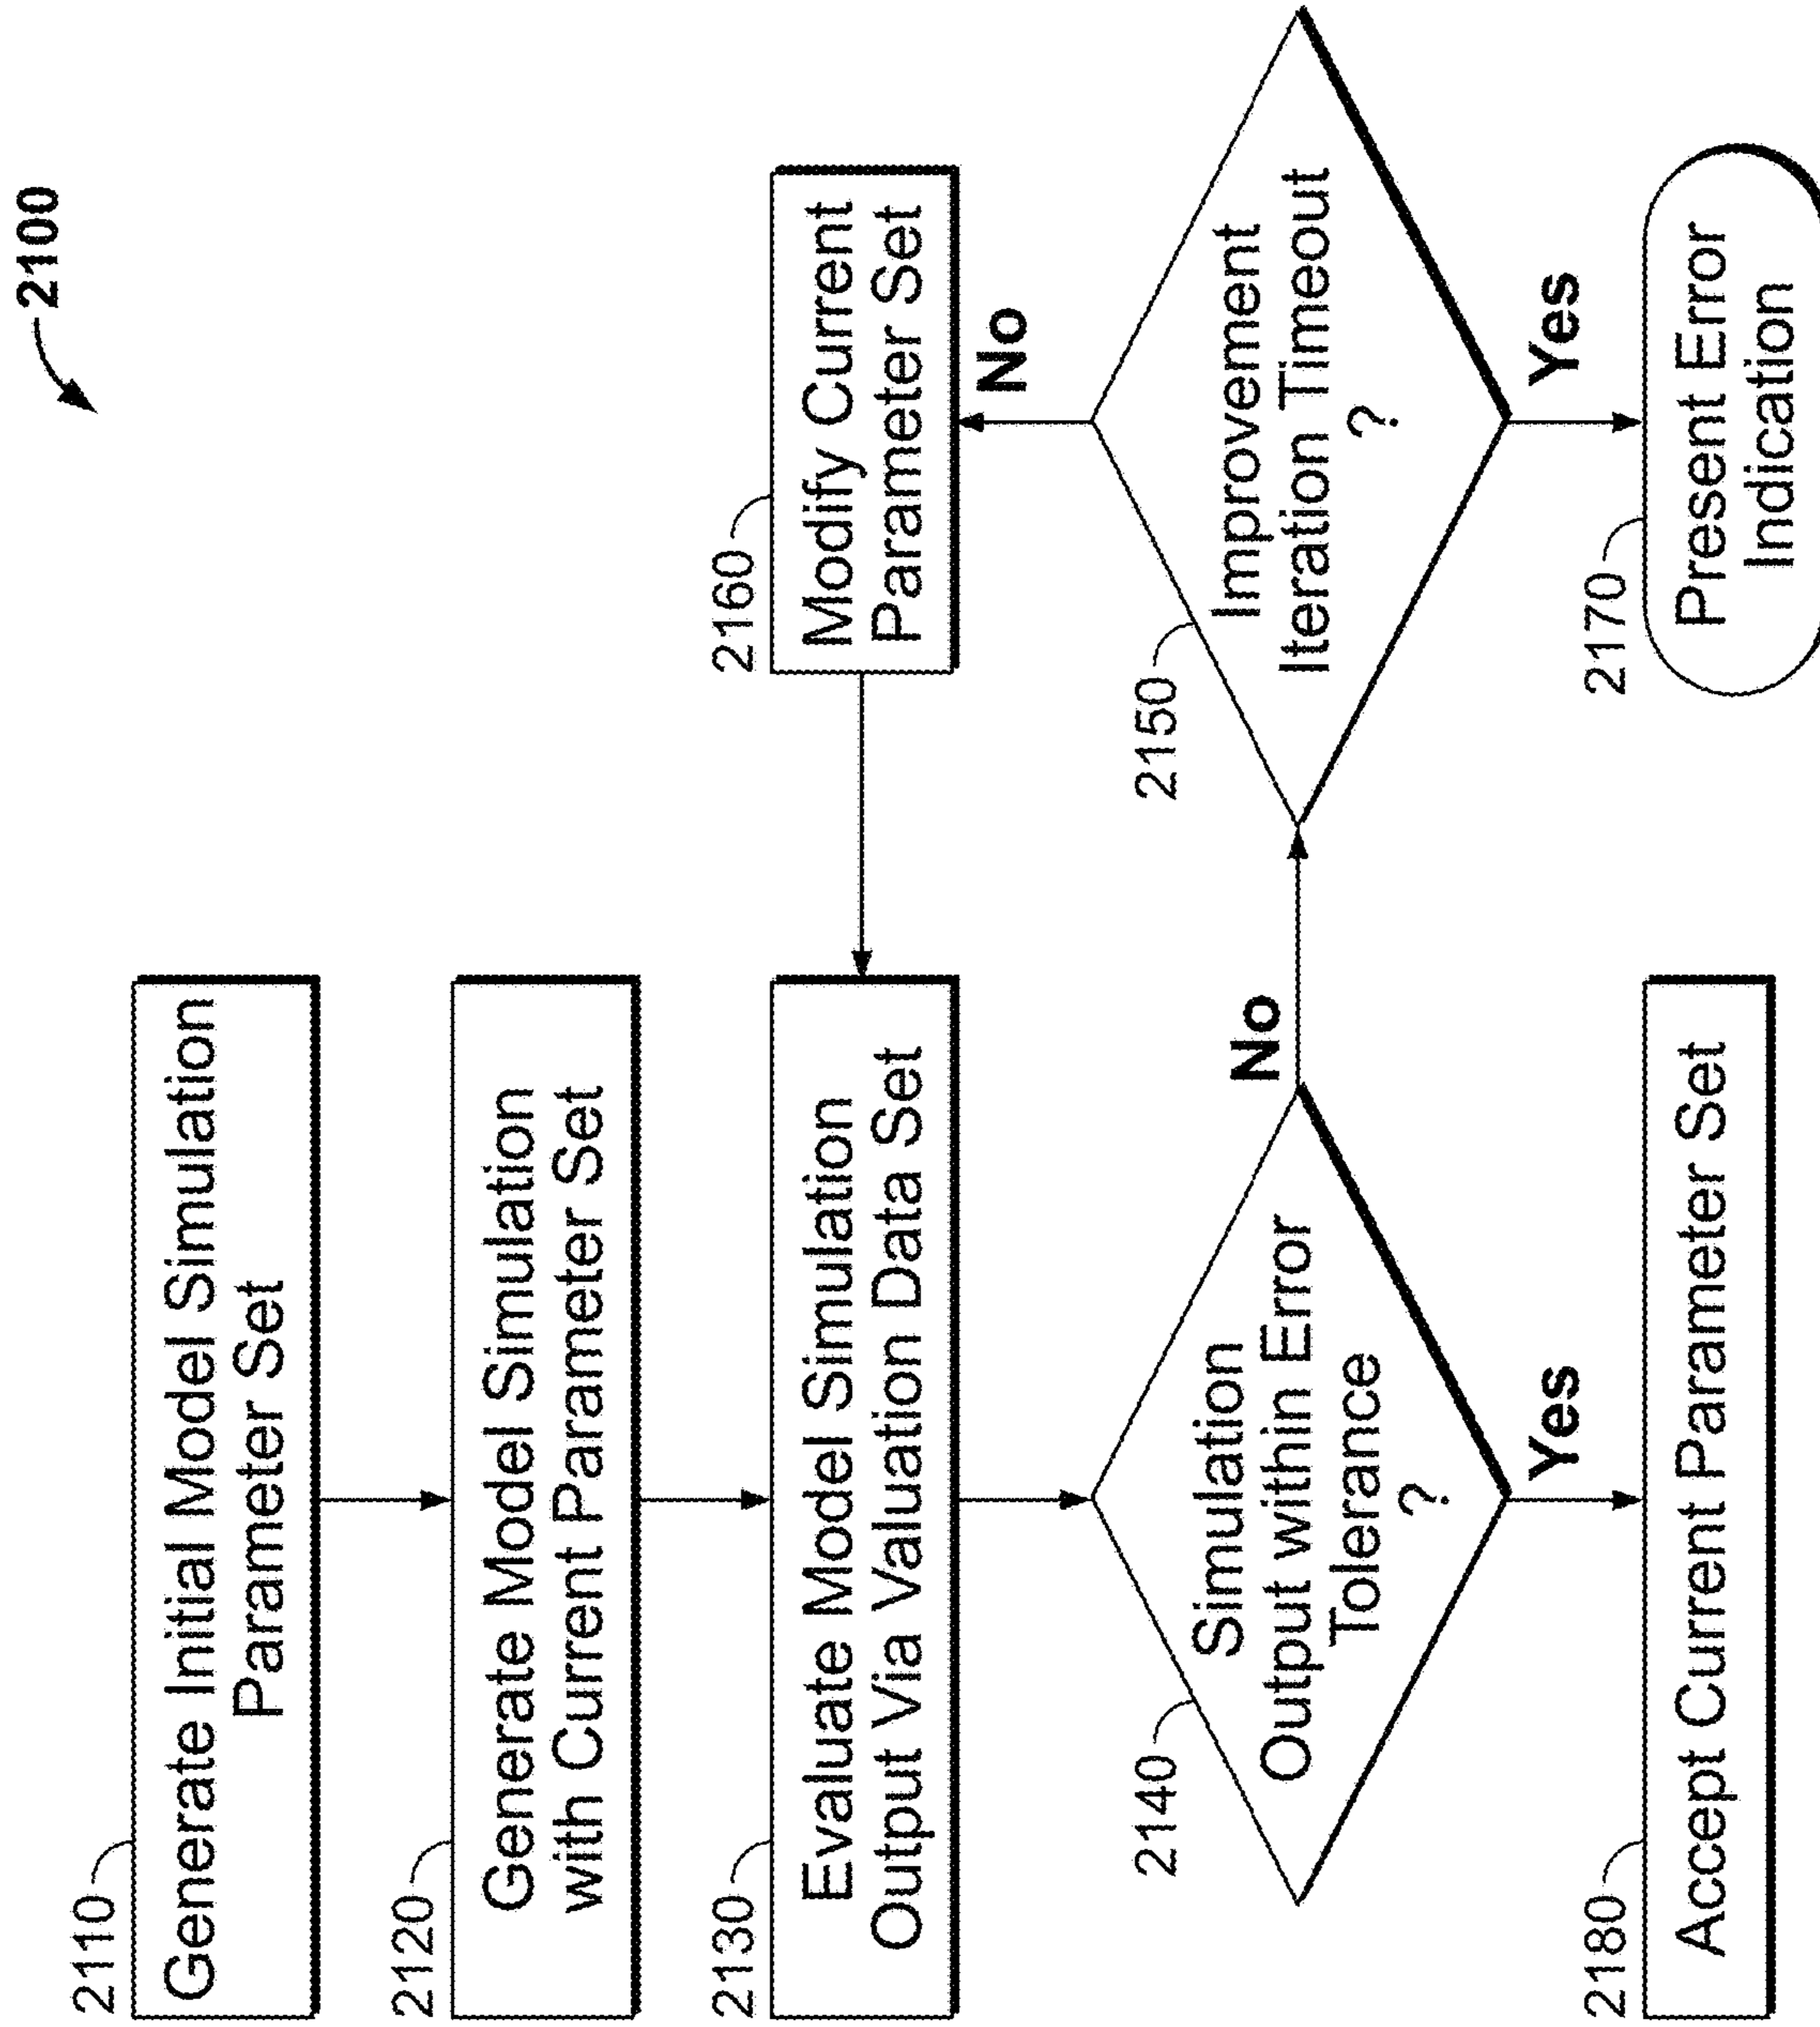 2100
2110
Generate Initial Model Simulation
Parameter Set
2120
Generate Model Simulation
with Current Parameter Set
2130
Evaluate Model Simulation
Output Via Valuation Data Set
2160
Modify Current
Parameter Set
2140
Simulation
Output within Error
Tolerance
?
No
Yes
2150
Improvement
Iteration Timeout
?
No
Yes
2180
Accept Current Parameter Set
2170
Present Error
Indication